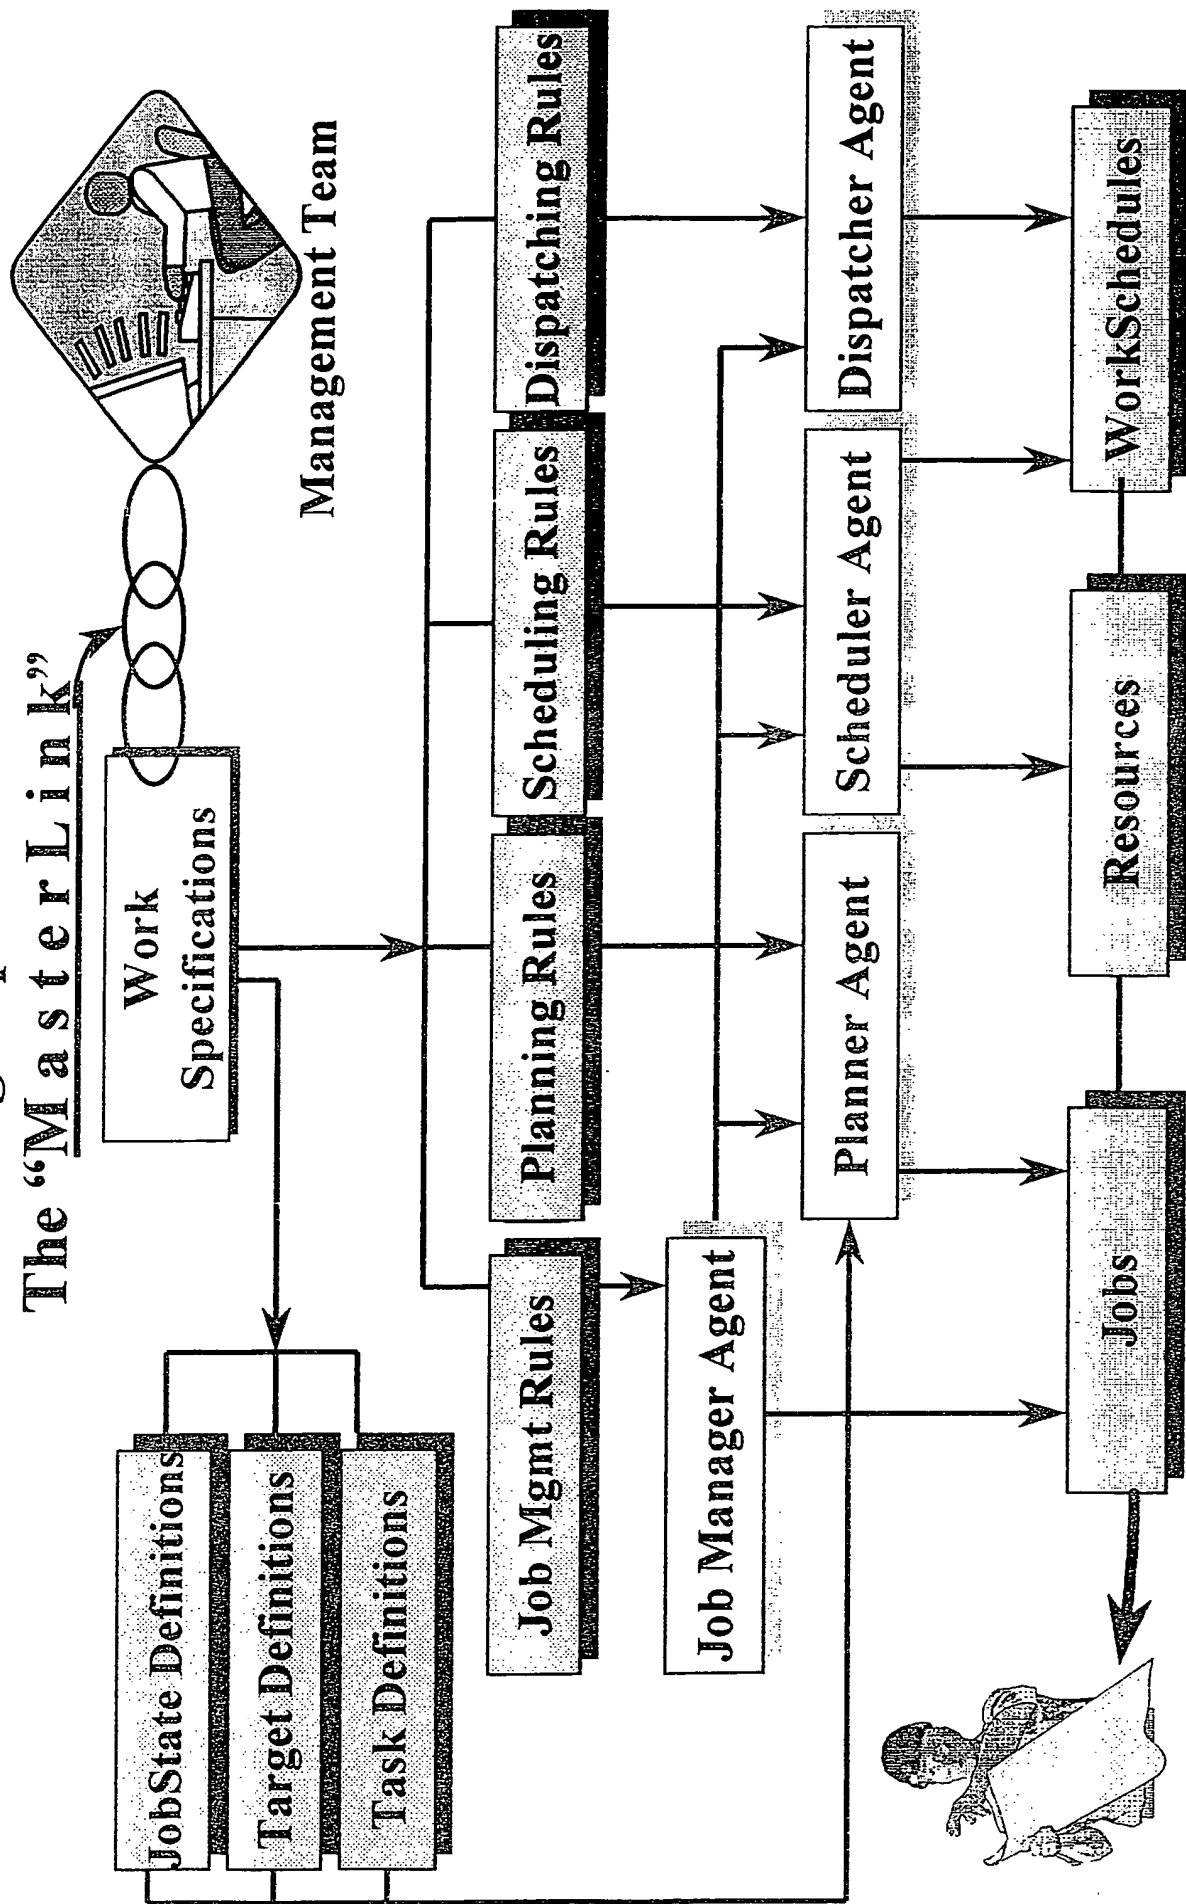 The “MasterLink”
Work
Specifications
Management Team
JobState Definitions
Target Definitions
Task Definitions
Job Mgmt Rules
Planning Rules
Scheduling Rules
Dispatching Rules
Job Manager Agent
Planner Agent
Scheduler Agent
Dispatcher Agent
Jobs
Resources
WorkSchedules